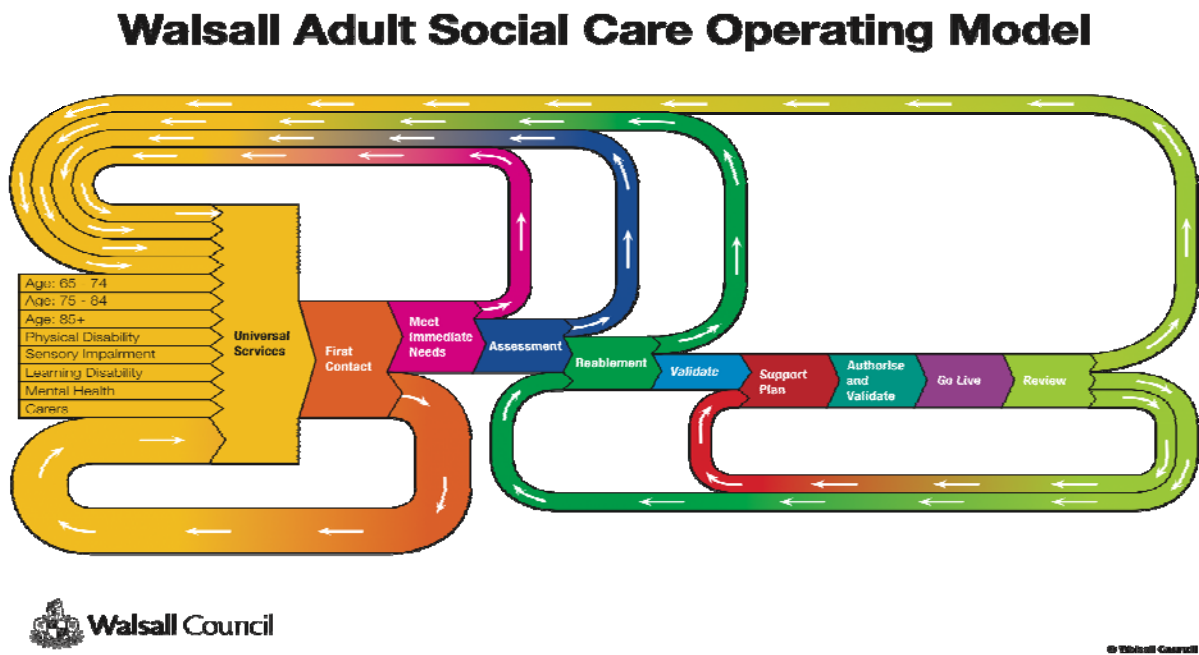 Walsall Adult Social Care Operating Model
Age: 65 - 74
Age: 75 - 84
Age: 85+
Physical Disability
Sensory Impairment
Learning Disability
Mental Health
Carers
Universal
Services
First
Contact
Meet
Immediate
Needs
Assessment
Reablement
Validate
Support
Plan
Authorise
and
Validate
Go Live
Review
Walsall Council
© Walsall Council